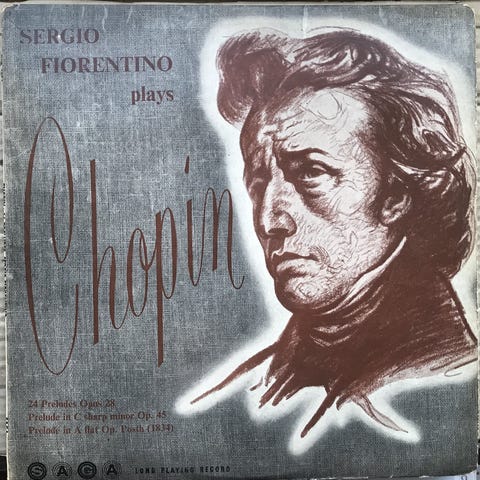 SERGIO
FIORENTINO
plays
Chopin
24 Preludes Opus 28
Prelude in C sharp minor Op. 45
Prelude in A flat Op. Posth (1834)
SAGA LONG PLAYING RECORD